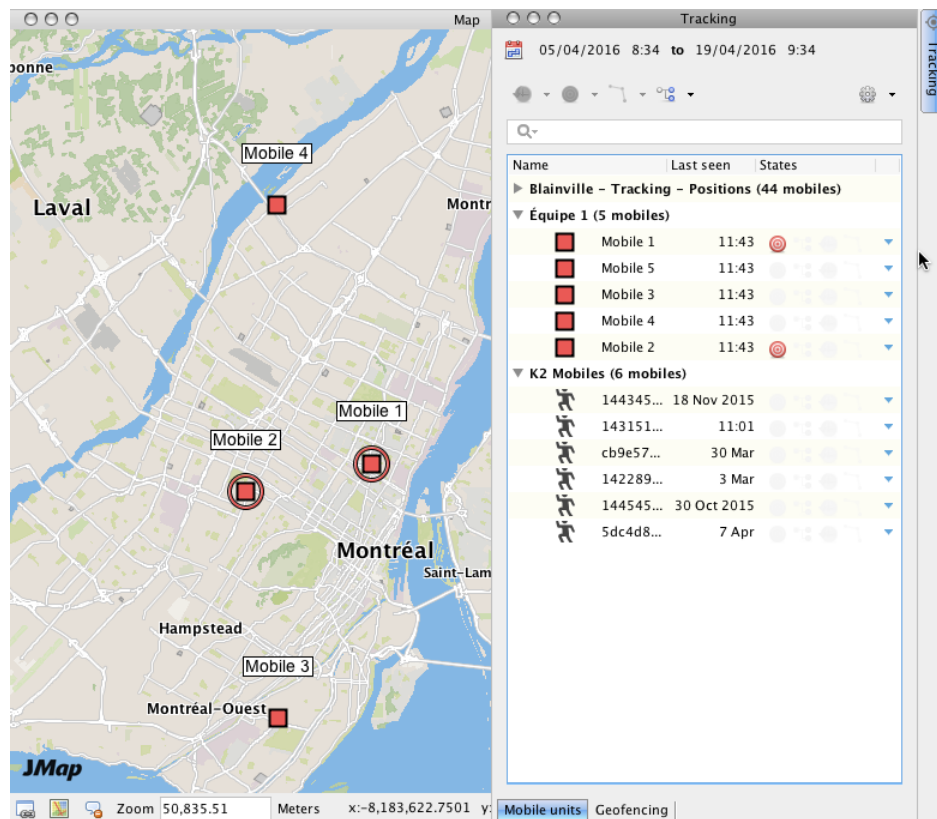 Map
bonne
Mobile 4
Laval
Montr
Mobile 1
Mobile 2
Montréal
Saint-Lam
Hampstead
Mobile 3
Montréal-Ouest
JMap
Zoom 50,835.51 Meters x:-8,183,622.7501 y:
Tracking
05/04/2016 8:34 to 19/04/2016 9:34
Name Last seen States
Blainville - Tracking - Positions (44 mobiles)
Équipe 1 (5 mobiles)
Mobile 1 11:43
Mobile 5 11:43
Mobile 3 11:43
Mobile 4 11:43
Mobile 2 11:43
K2 Mobiles (6 mobiles)
144345... 18 Nov 2015
143151... 11:01
cb9e57... 30 Mar
142289... 3 Mar
144545... 30 Oct 2015
5dc4d8... 7 Apr
Mobile units Geofencing
Tracking